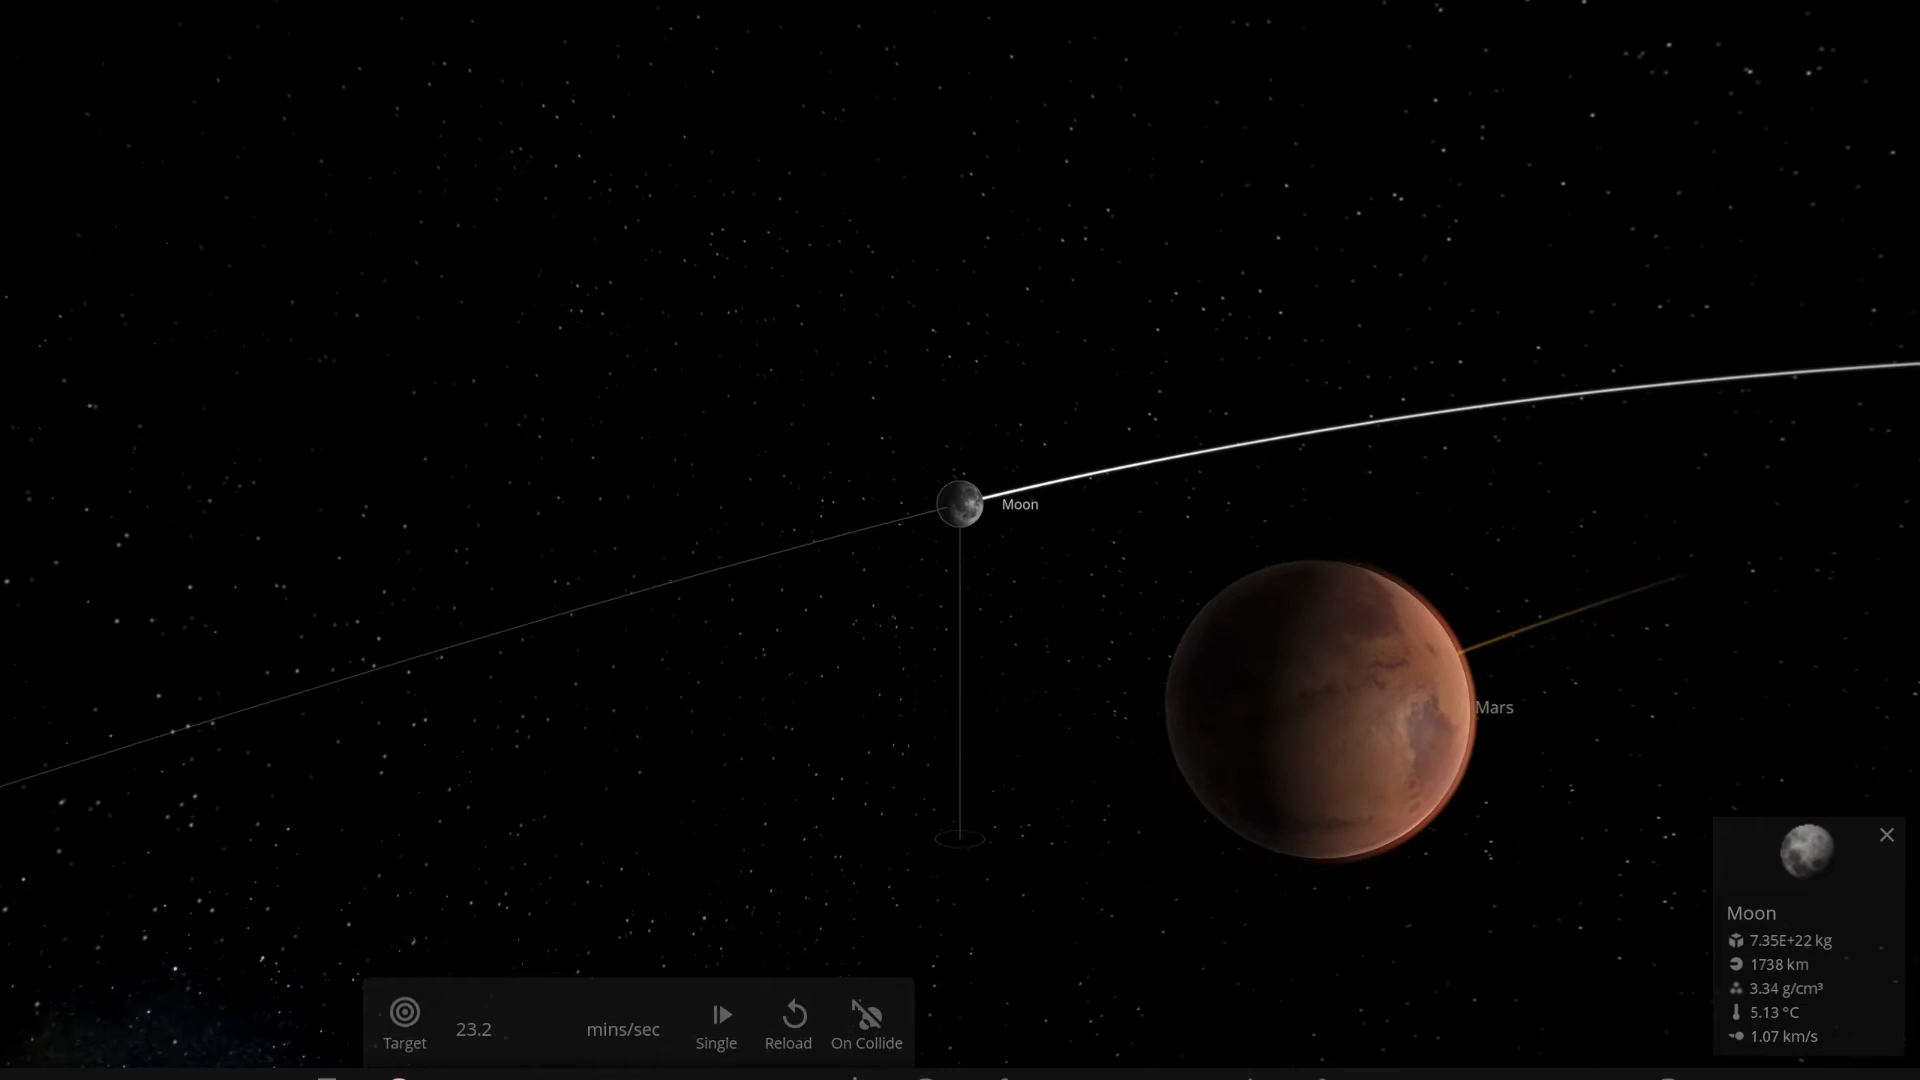 Moon
Mars
Moon
7.35E+22 kg
1738 km
3.34 g/cm³
5.13 °C
1.07 km/s
23.2 mins/sec
Target Single Reload On Collide